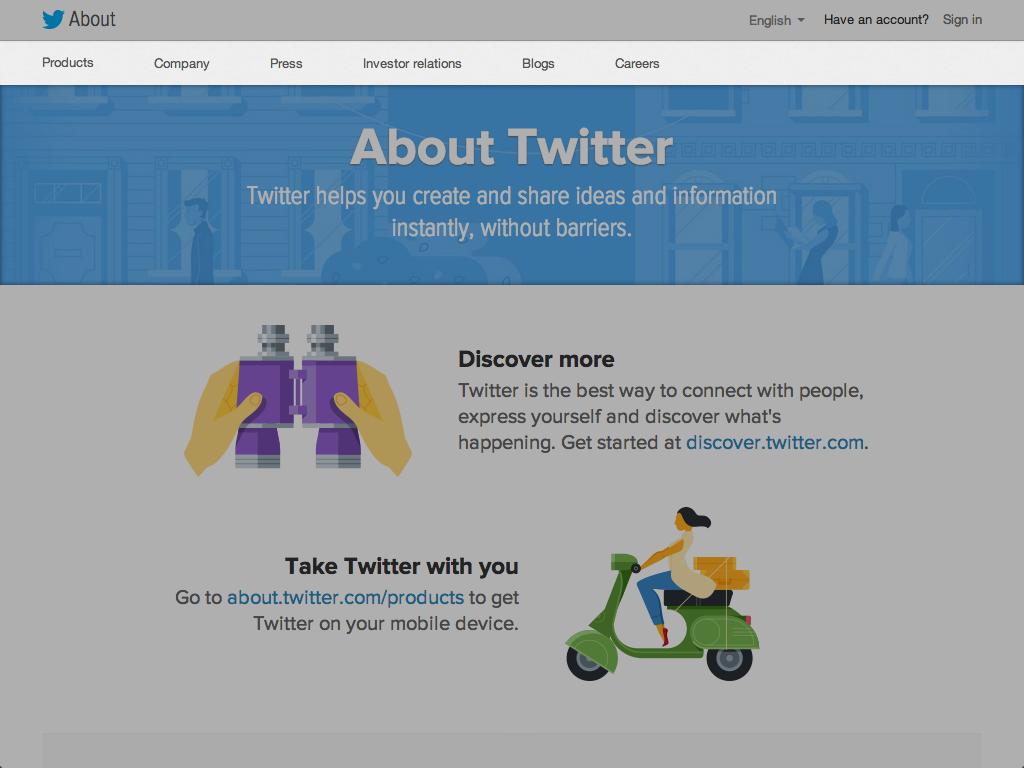 About
English
Have an account? Sign in
Products Company Press Investor relations Blogs Careers
About Twitter
Twitter helps you create and share ideas and information
instantly, without barriers.
Discover more
Twitter is the best way to connect with people,
express yourself and discover what's
happening. Get started at discover.twitter.com.
Take Twitter with you
Go to about.twitter.com/products to get
Twitter on your mobile device.